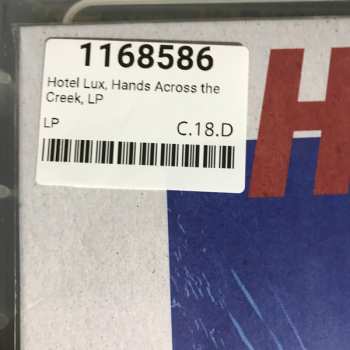 1168586
Hotel Lux, Hands Across the
Creek, LP
LP C.18.D
H